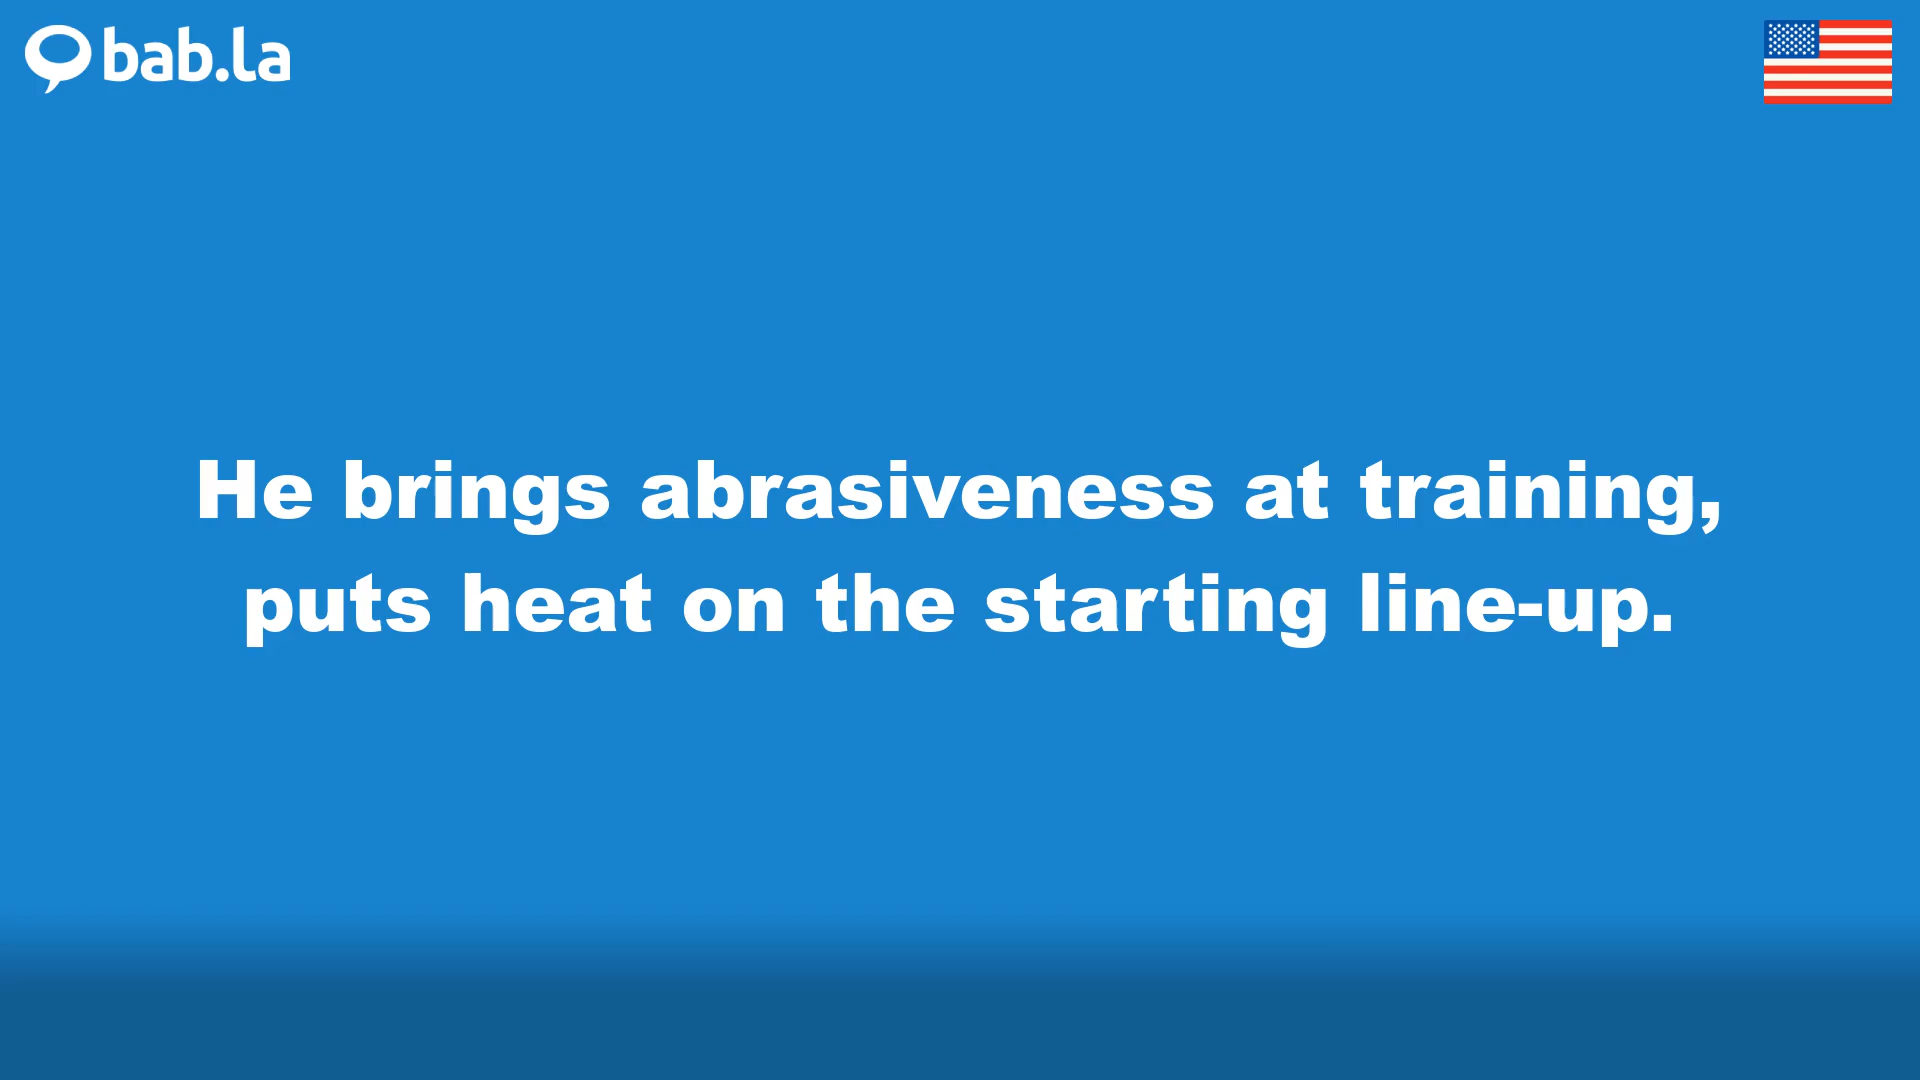 bab.la
He brings abrasiveness at training,
puts heat on the starting line-up.